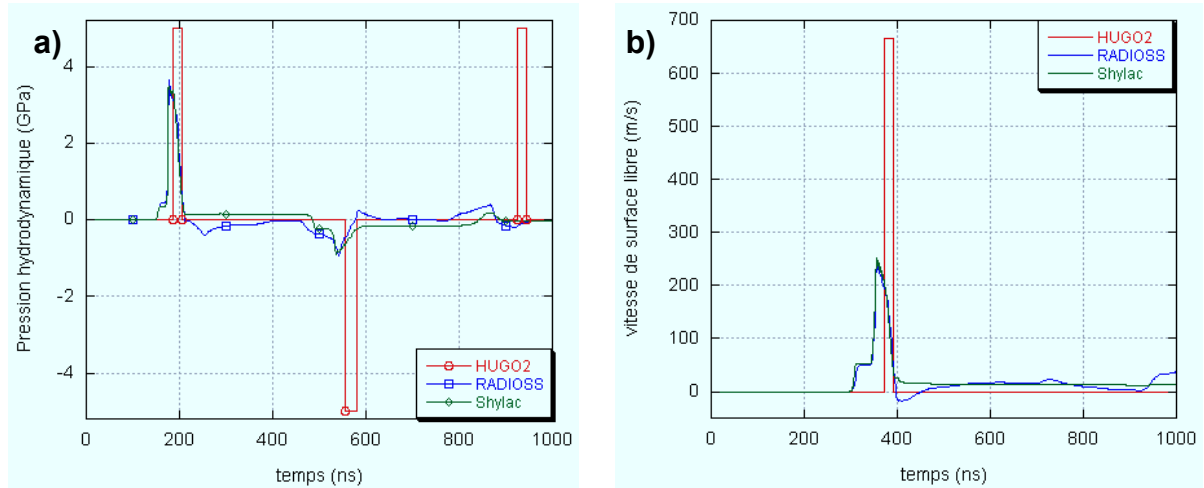 a)
Pression hydrodynamique (GPa)
4
2
0
-2
-4
0 200 400 600 800 1000
temps (ns)
HUGO2
RADIOSS
Shylac
b)
vitesse de surface libre (m/s)
700
600
500
400
300
200
100
0
0 200 400 600 800 1000
temps (ns)
HUGO2
RADIOSS
Shylac